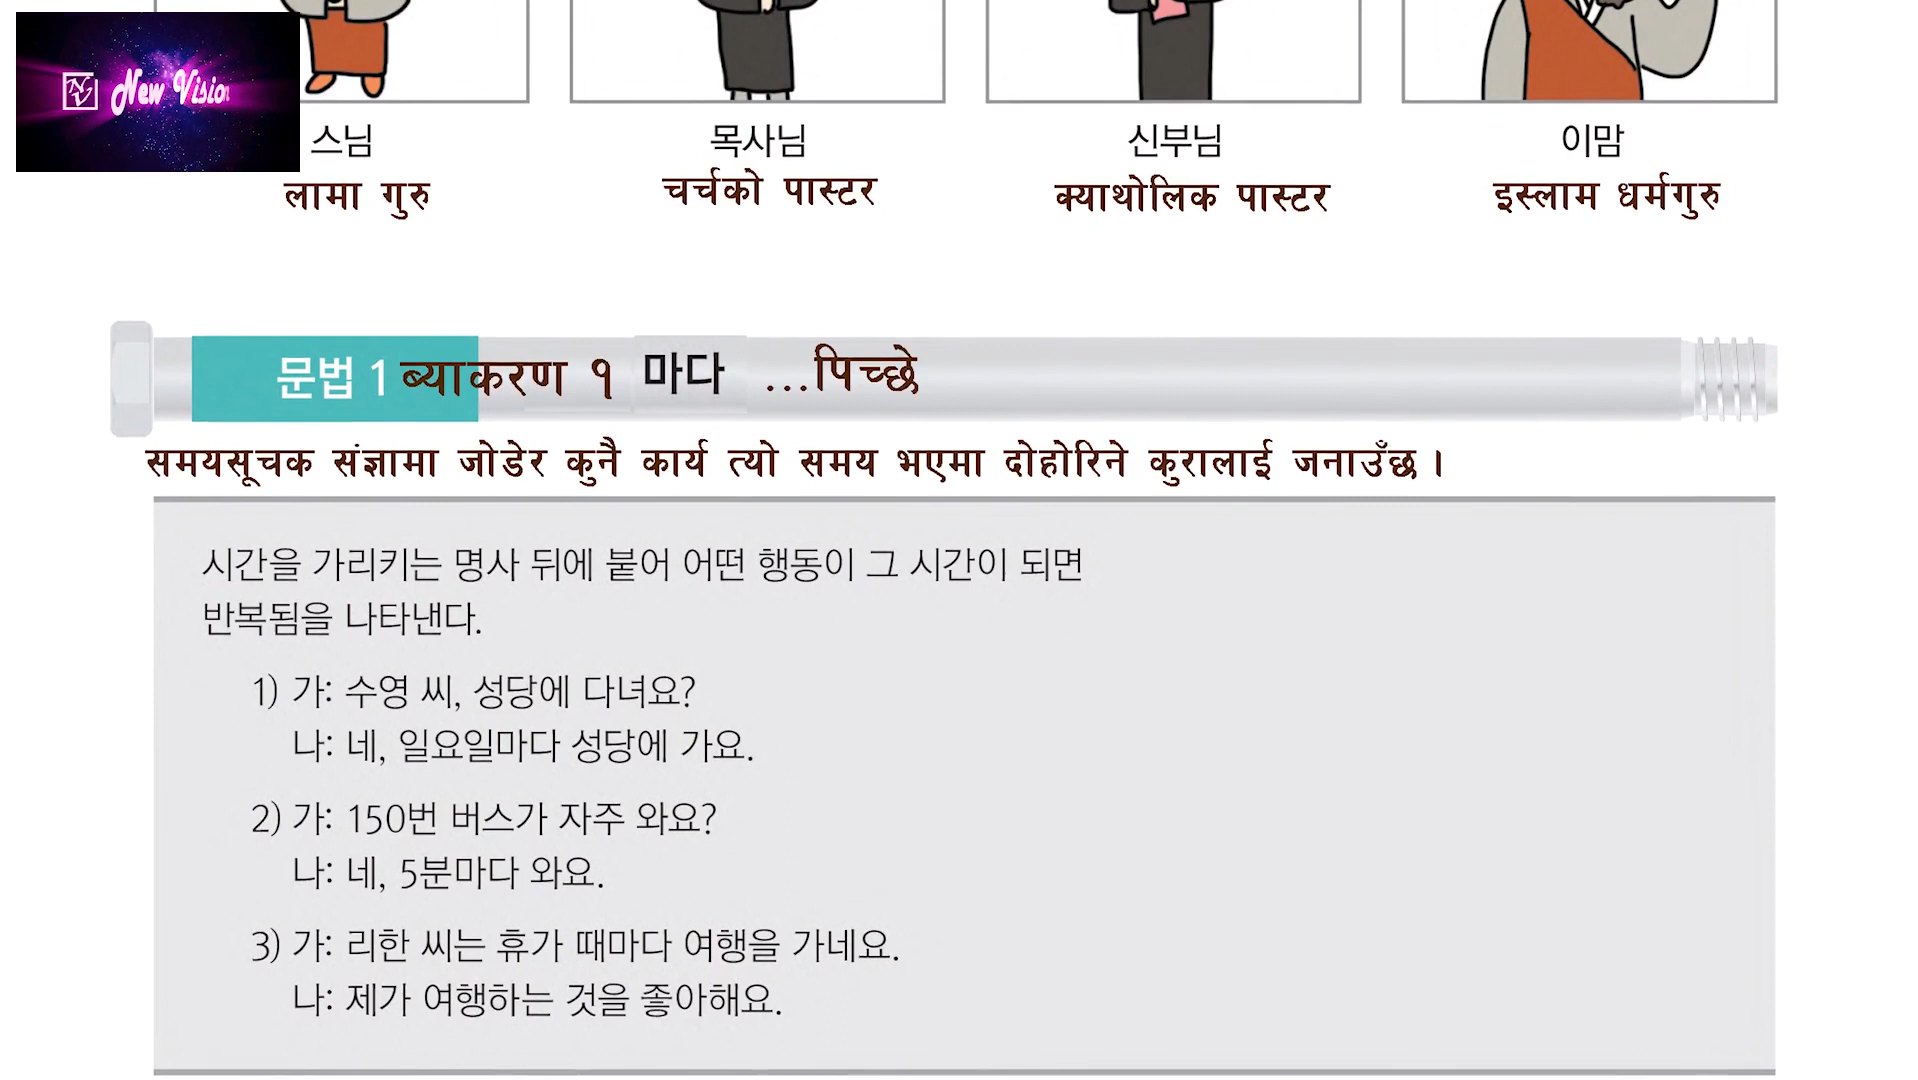 New Vision
스님
목사님
신부님
이맘
लामा गुरु
चर्चको पास्टर
क्याथोलिक पास्टर
इस्लाम धर्मगुरु
문법 1 ब्याकरण १ 마다 ...पिच्छे
समयसूचक संज्ञामा जोडेर कुनै कार्य त्यो समय भएमा दोहोरिने कुरालाई जनाउँछ ।
시간을 가리키는 명사 뒤에 붙어 어떤 행동이 그 시간이 되면
반복됨을 나타낸다.
1) 가: 수영 씨, 성당에 다녀요?
나: 네, 일요일마다 성당에 가요.
2) 가: 150번 버스가 자주 와요?
나: 네, 5분마다 와요.
3) 가: 리한 씨는 휴가 때마다 여행을 가네요.
나: 제가 여행하는 것을 좋아해요.